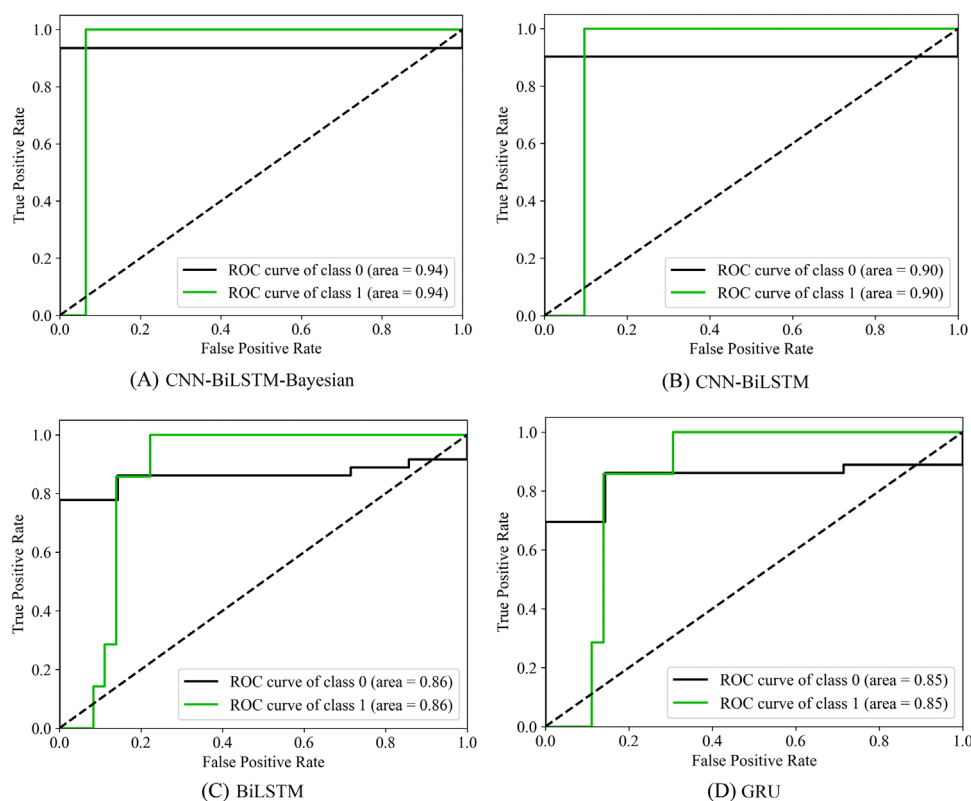 1.0
0.8
0.6
0.4
0.2
0.0
True Positive Rate
ROC curve of class 0 (area = 0.94)
ROC curve of class 1 (area = 0.94)
0.0 0.2 0.4 0.6 0.8 1.0
False Positive Rate
(A) CNN-BiLSTM-Bayesian
1.0
0.8
0.6
0.4
0.2
0.0
True Positive Rate
ROC curve of class 0 (area = 0.90)
ROC curve of class 1 (area = 0.90)
0.0 0.2 0.4 0.6 0.8 1.0
False Positive Rate
(B) CNN-BiLSTM
1.0
0.8
0.6
0.4
0.2
0.0
True Positive Rate
ROC curve of class 0 (area = 0.86)
ROC curve of class 1 (area = 0.86)
0.0 0.2 0.4 0.6 0.8 1.0
False Positive Rate
(C) BiLSTM
1.0
0.8
0.6
0.4
0.2
0.0
True Positive Rate
ROC curve of class 0 (area = 0.85)
ROC curve of class 1 (area = 0.85)
0.0 0.2 0.4 0.6 0.8 1.0
False Positive Rate
(D) GRU